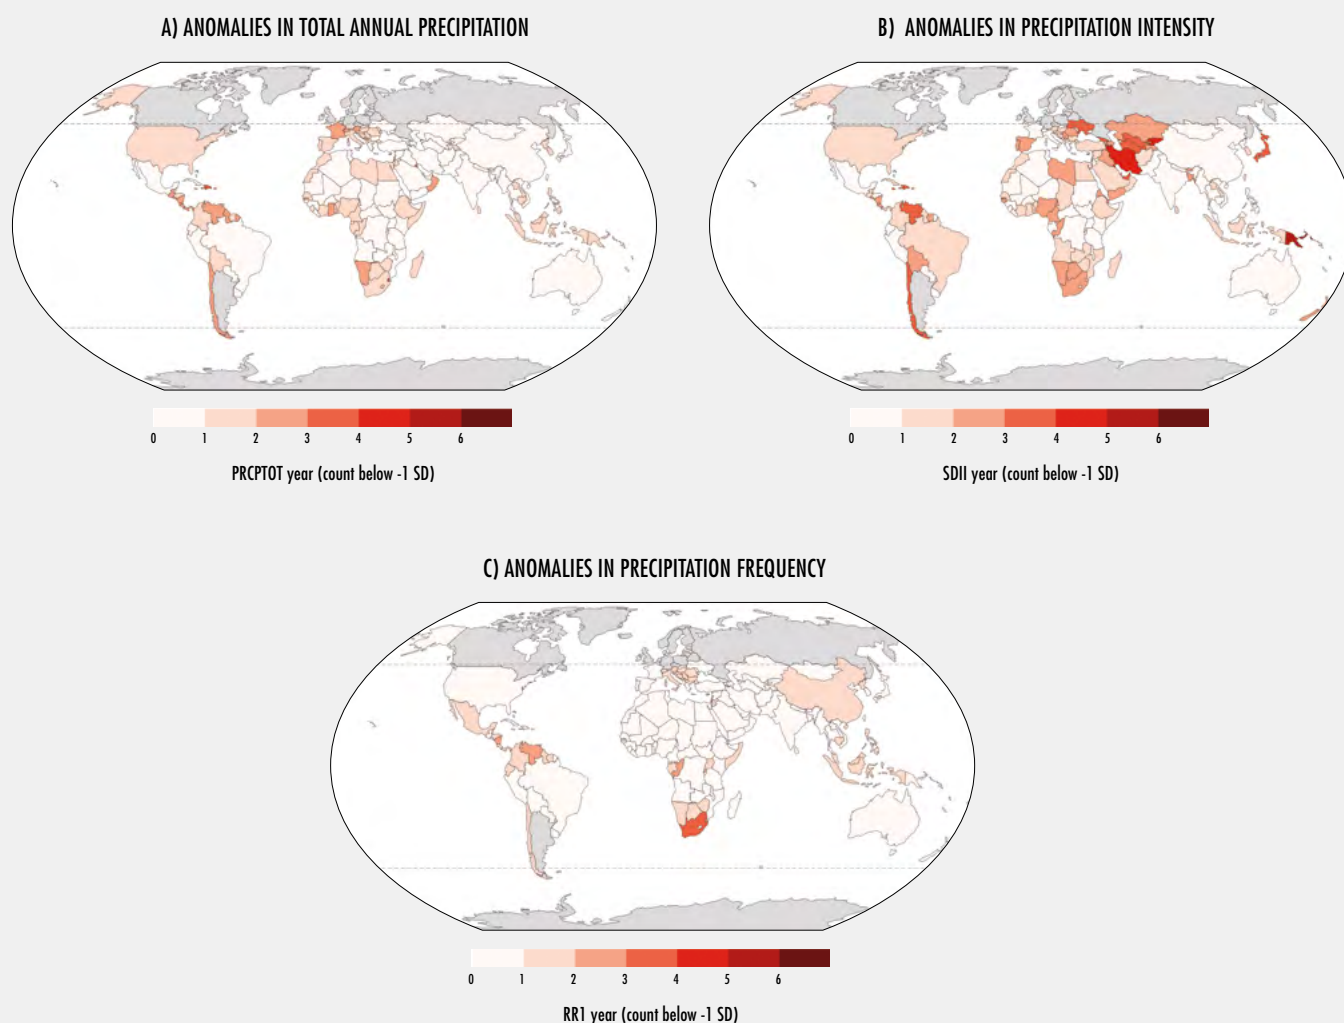 A) ANOMALIES IN TOTAL ANNUAL PRECIPITATION
0 1 2 3 4 5 6
PRCPTOT year (count below -1 SD)
B) ANOMALIES IN PRECIPITATION INTENSITY
0 1 2 3 4 5 6
SDII year (count below -1 SD)
C) ANOMALIES IN PRECIPITATION FREQUENCY
0 1 2 3 4 5 6
RR1 year (count below -1 SD)